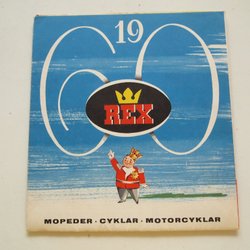 19
60
REX
MOPEDER · CYKLAR · MOTORCYKLAR